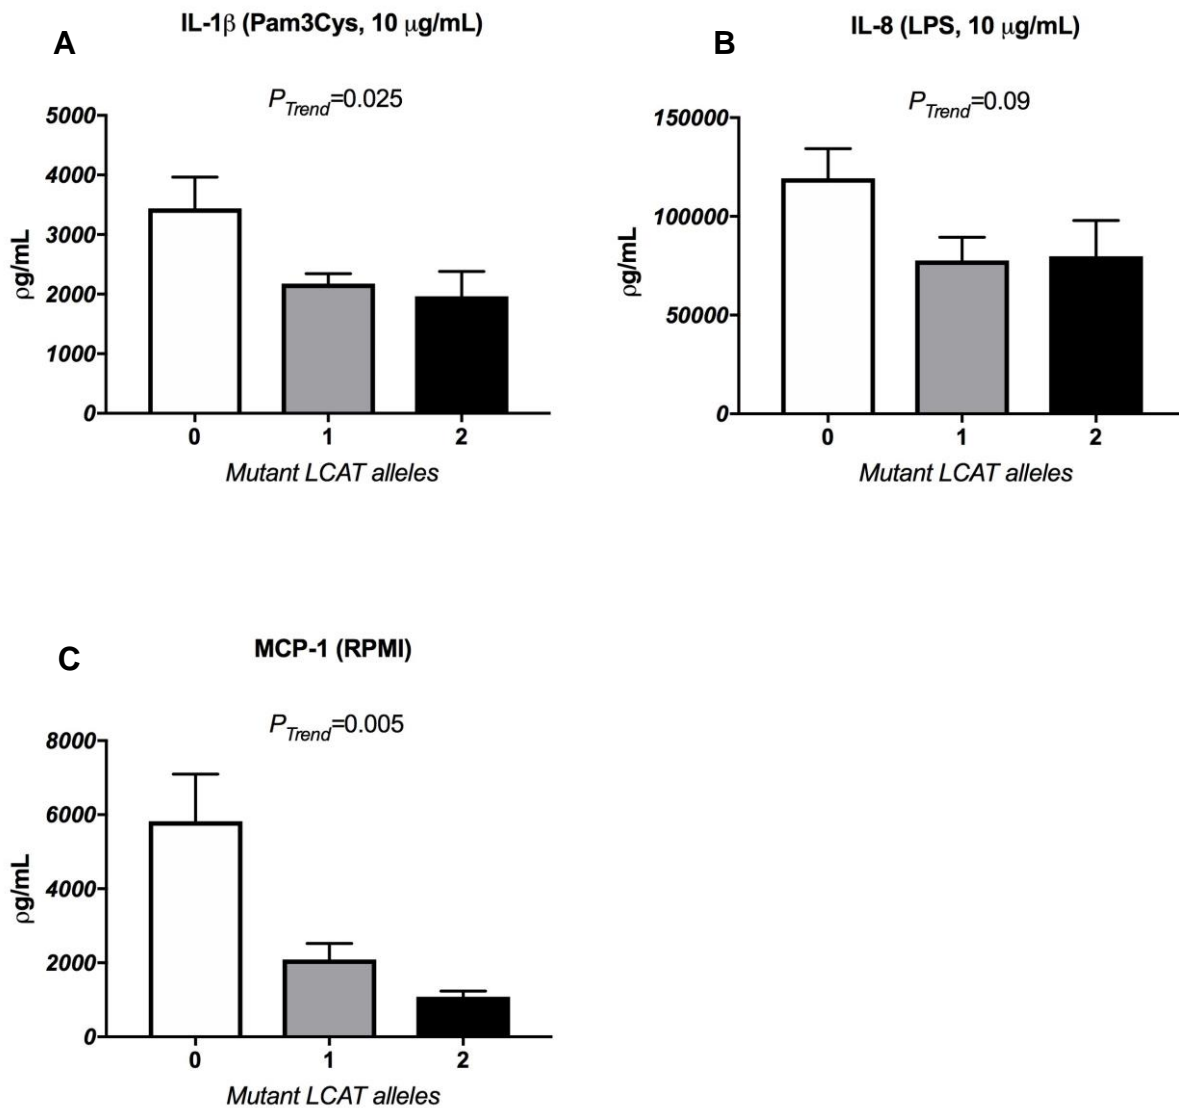 A
IL-1β (Pam3Cys, 10 μg/mL)
P_Trend=0.025
5000
4000
3000
2000
1000
0
ρg/mL
0 1 2
Mutant LCAT alleles
B
IL-8 (LPS, 10 μg/mL)
P_Trend=0.09
150000
100000
50000
0
ρg/mL
0 1 2
Mutant LCAT alleles
C
MCP-1 (RPMI)
P_Trend=0.005
8000
6000
4000
2000
0
ρg/mL
0 1 2
Mutant LCAT alleles